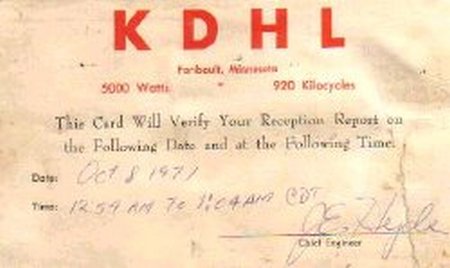 KDHL
Faribault, Minnesota
5000 Watts 920 Kilocycles
This Card Will Verify Your Reception Report on
the Following Date and at the Following Time.
Date: Oct 8 1971
Time: 12:59 AM To 1:04 AM CDT
Chief Engineer